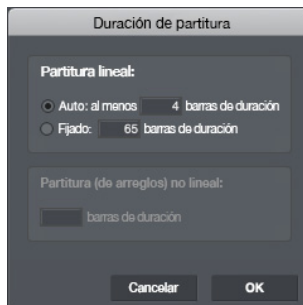 Duración de partitura
Partitura lineal:
Auto: al menos 4 barras de duración
Fijado: 65 barras de duración
Partitura (de arreglos) no lineal:
barras de duración
Cancelar OK